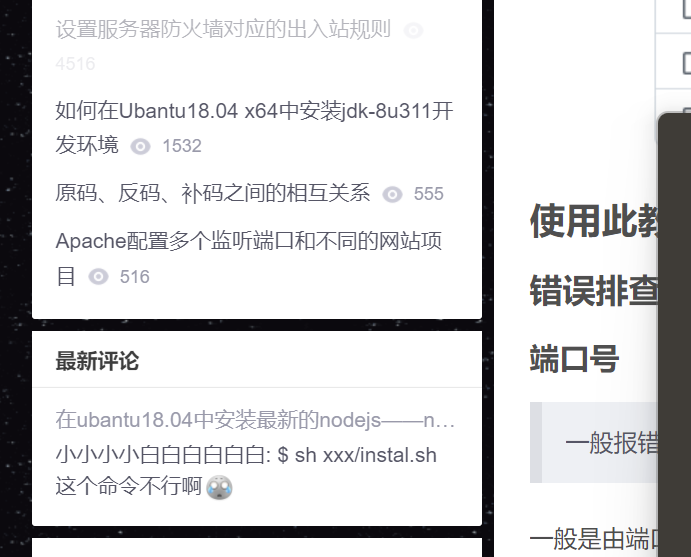 设置服务器防火墙对应的出入站规则
4516
如何在Ubantu18.04 x64中安装jdk-8u311开
发环境 1532
原码、反码、补码之间的相互关系 555
Apache配置多个监听端口和不同的网站项
目 516
最新评论
在ubantu18.04中安装最新的nodejs——n…
小小小小白白白白白白: $ sh xxx/instal.sh
这个命令不行啊
使用此教
错误排查
端口号
一般报错
一般是由端口